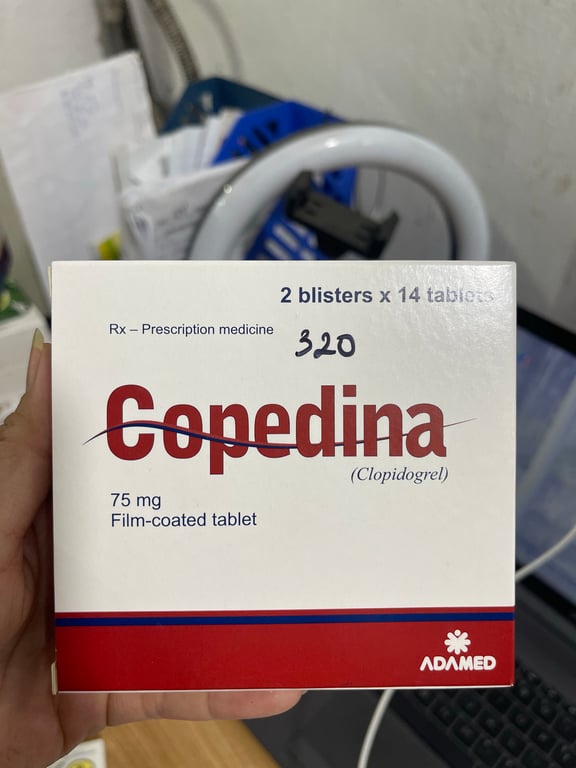 2 blisters x 14 tablets
Rx – Prescription medicine
320
Copedina
(Clopidogrel)
75 mg
Film-coated tablet
ADAMED